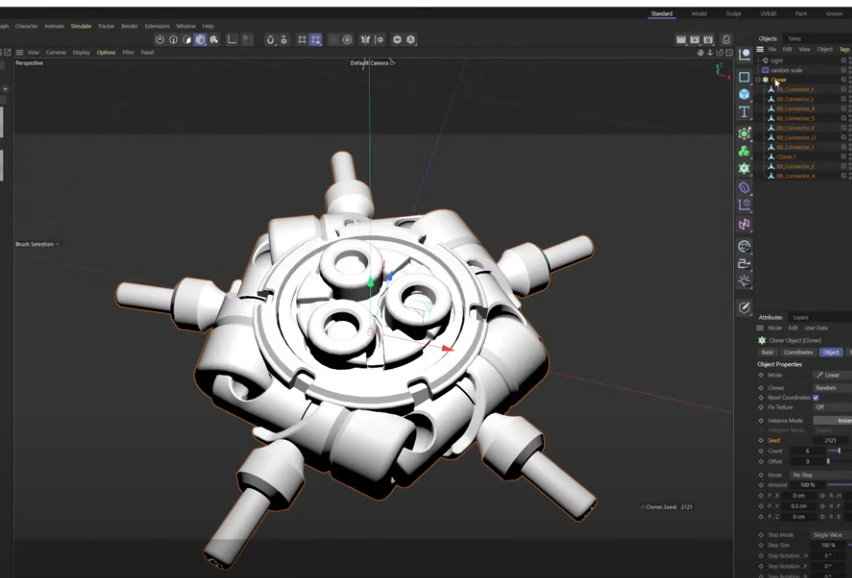 Standard Model Sculpt UVEdit Paint Groom
Character Animate Simulate Tracker Render Extensions Window Help
View Cameras Display Options Filter Panel
Perspective
Default Camera
Brush Selection
Cloner.Seed: 2121
Objects Takes
File Edit View Object Tags
Light
random scale
Cloner
KB_Connector_F
KB_Connector_L
KB_Connector_S
KB_Connector_P
KB_Connector_J
Cloner.1
KB_Connector_E
KB_Connector_A
Attributes Layers
Mode Edit User Data
Cloner Object [Cloner]
Basic Coordinates Object
Object Properties
Mode Linear
Clones Random
Reset Coordinates
Fix Texture Off
Instance Mode
Viewport Mode Object
Seed 2121
Count 6
Offset 0
Mode Per Step
Amount 100 %
P . X 0 cm R . H
P . Y 0.2 cm R . P
P . Z 0 cm R . B
Step Mode Single Value
Step Size 100 %
Step Rotation . H 0 °
Step Rotation . P 0 °
Step Rotation . B 0 °